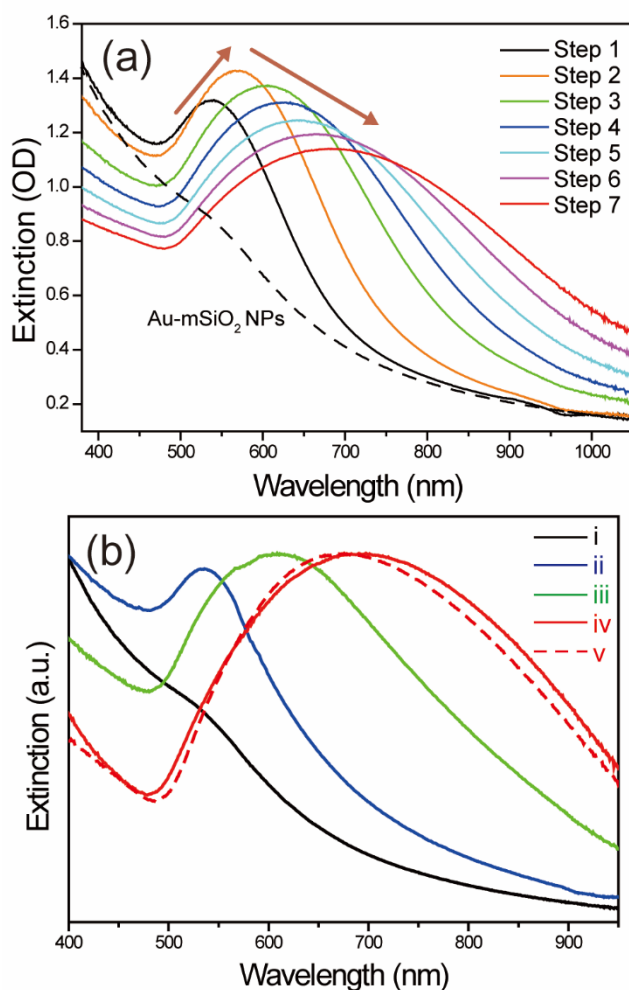 (a)
Step 1
Step 2
Step 3
Step 4
Step 5
Step 6
Step 7
1.6
1.4
1.2
1.0
0.8
0.6
0.4
0.2
Extinction (OD)
Au-mSiO₂ NPs
400 500 600 700 800 900 1000
Wavelength (nm)
(b)
i
ii
iii
iv
v
Extinction (a.u.)
400 500 600 700 800 900
Wavelength (nm)